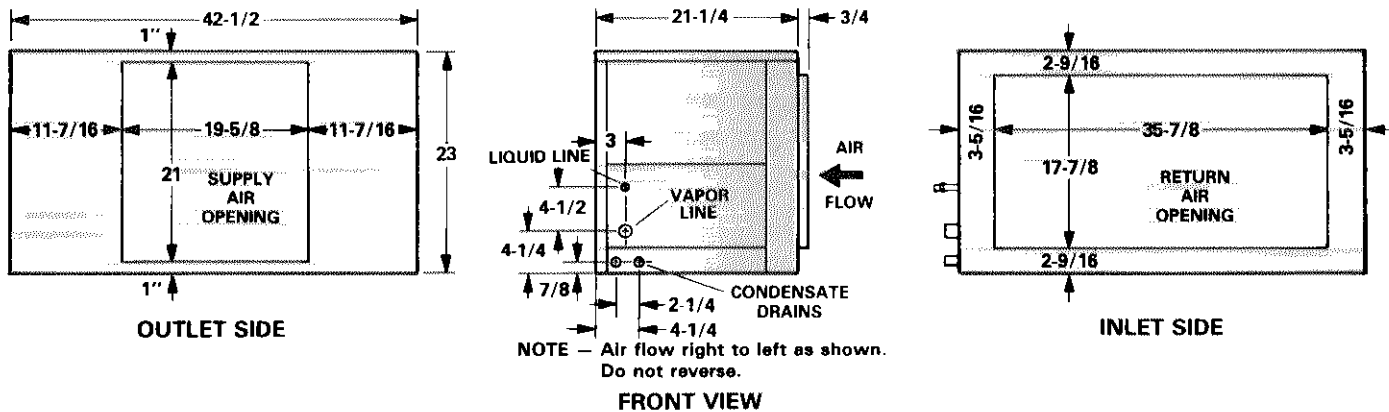 42-1/2
1''
11-7/16
19-5/8
11-7/16
21
23
SUPPLY
AIR
OPENING
1''
OUTLET SIDE
21-1/4
3/4
3
LIQUID LINE
VAPOR
LINE
4-1/2
4-1/4
7/8
2-1/4
4-1/4
CONDENSATE
DRAINS
AIR
FLOW
NOTE — Air flow right to left as shown.
Do not reverse.
FRONT VIEW
2-9/16
3-5/16
35-7/8
3-5/16
17-7/8
RETURN
AIR
OPENING
2-9/16
INLET SIDE